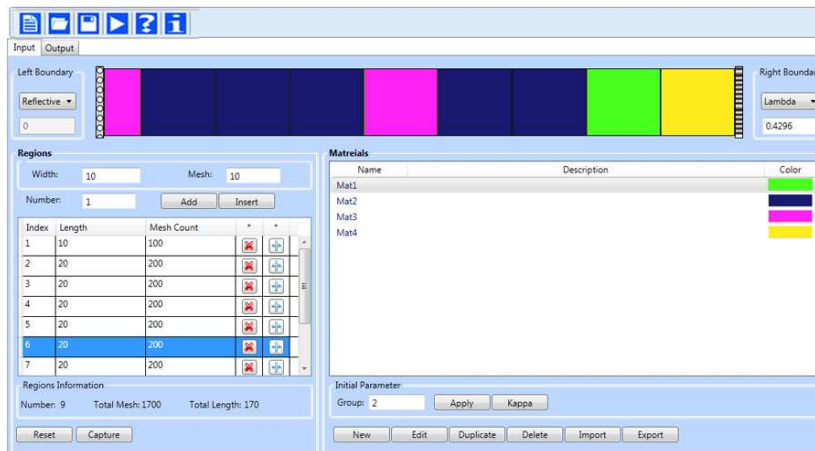 Input Output
Left Boundary
Right Bounda
Reflective
Lambda
0
0.4296
Regions
Matreials
Width: 10 Mesh: 10
Number: 1 Add Insert
Name Description Color
Mat1
Mat2
Mat3
Mat4
Index Length Mesh Count * *
1 10 100
2 20 200
3 20 200
4 20 200
5 20 200
6 20 200
7 20 200
Regions Information
Number: 9 Total Mesh: 1700 Total Length: 170
Initial Parameter
Group: 2 Apply Kappa
Reset Capture
New Edit Duplicate Delete Import Export